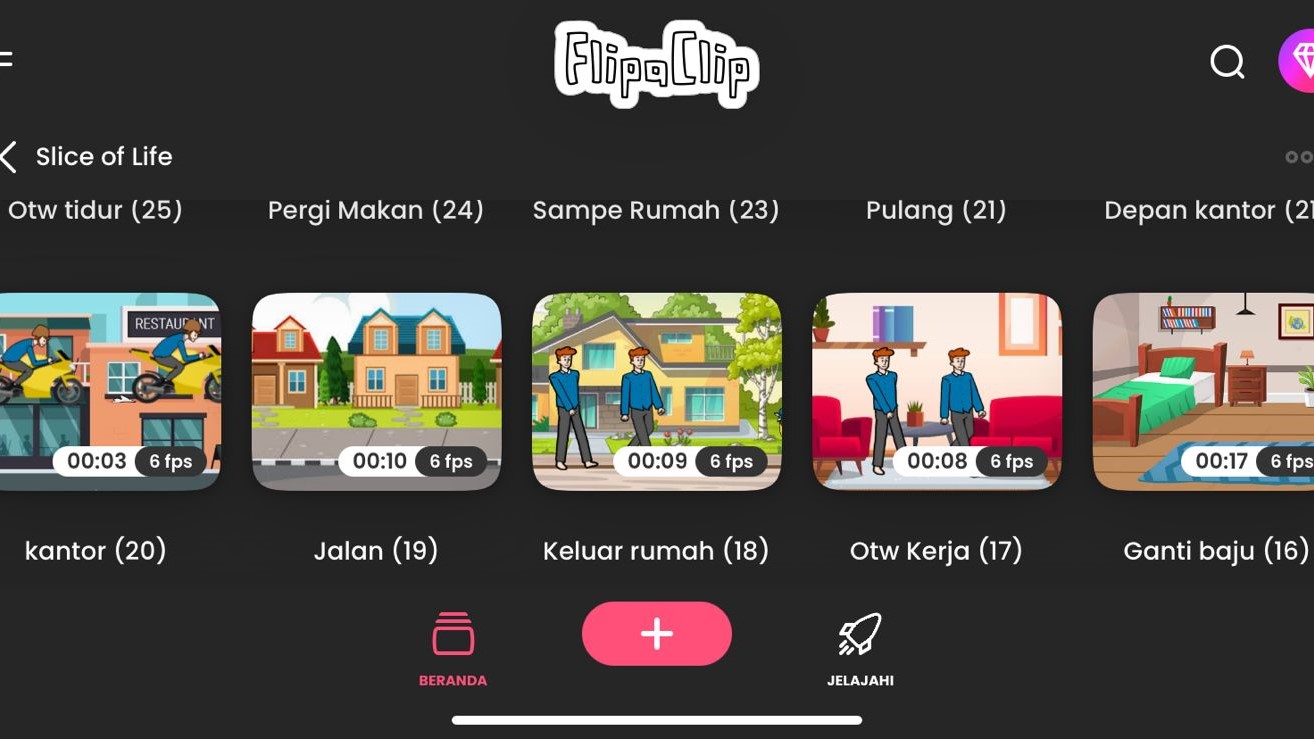 FlipaClip
Slice of Life
Otw tidur (25)
Pergi Makan (24)
Sampe Rumah (23)
Pulang (21)
Depan kantor (21
RESTAURANT
00:03 6 fps
00:10 6 fps
00:09 6 fps
00:08 6 fps
00:17 6 fps
kantor (20)
Jalan (19)
Keluar rumah (18)
Otw Kerja (17)
Ganti baju (16)
BERANDA
JELAJAHI